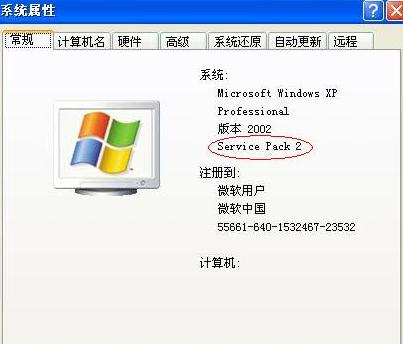 系统属性
常规 计算机名 硬件 高级 系统还原 自动更新 远程
系统:
Microsoft Windows XP
Professional
版本 2002
Service Pack 2
注册到:
微软用户
微软中国
55661-640-1532467-23532
计算机: